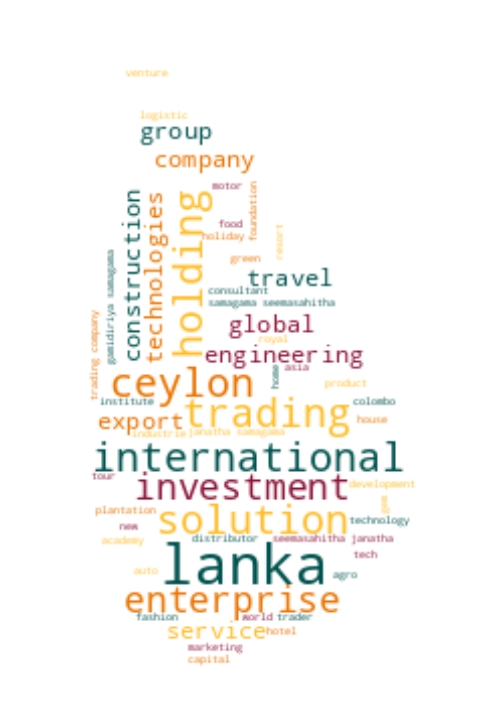 venture
logistic
group
company
motor
foundation
construction
technologies
holding
food
holiday
resort
green
gamidiriya samagama
travel
consultant
samagama seemasahitha
trading company
global
royal
engineering
home
asia
ceylon
product
institute
trading
colombo
export
house
industrie
janatha samagama
international
tour
investment
development
gem
plantation
solution
technology
new
academy
distributor
seemasahitha janatha
lanka
tech
auto
agro
enterprise
fashion
world
trader
service
hotel
marketing
capital